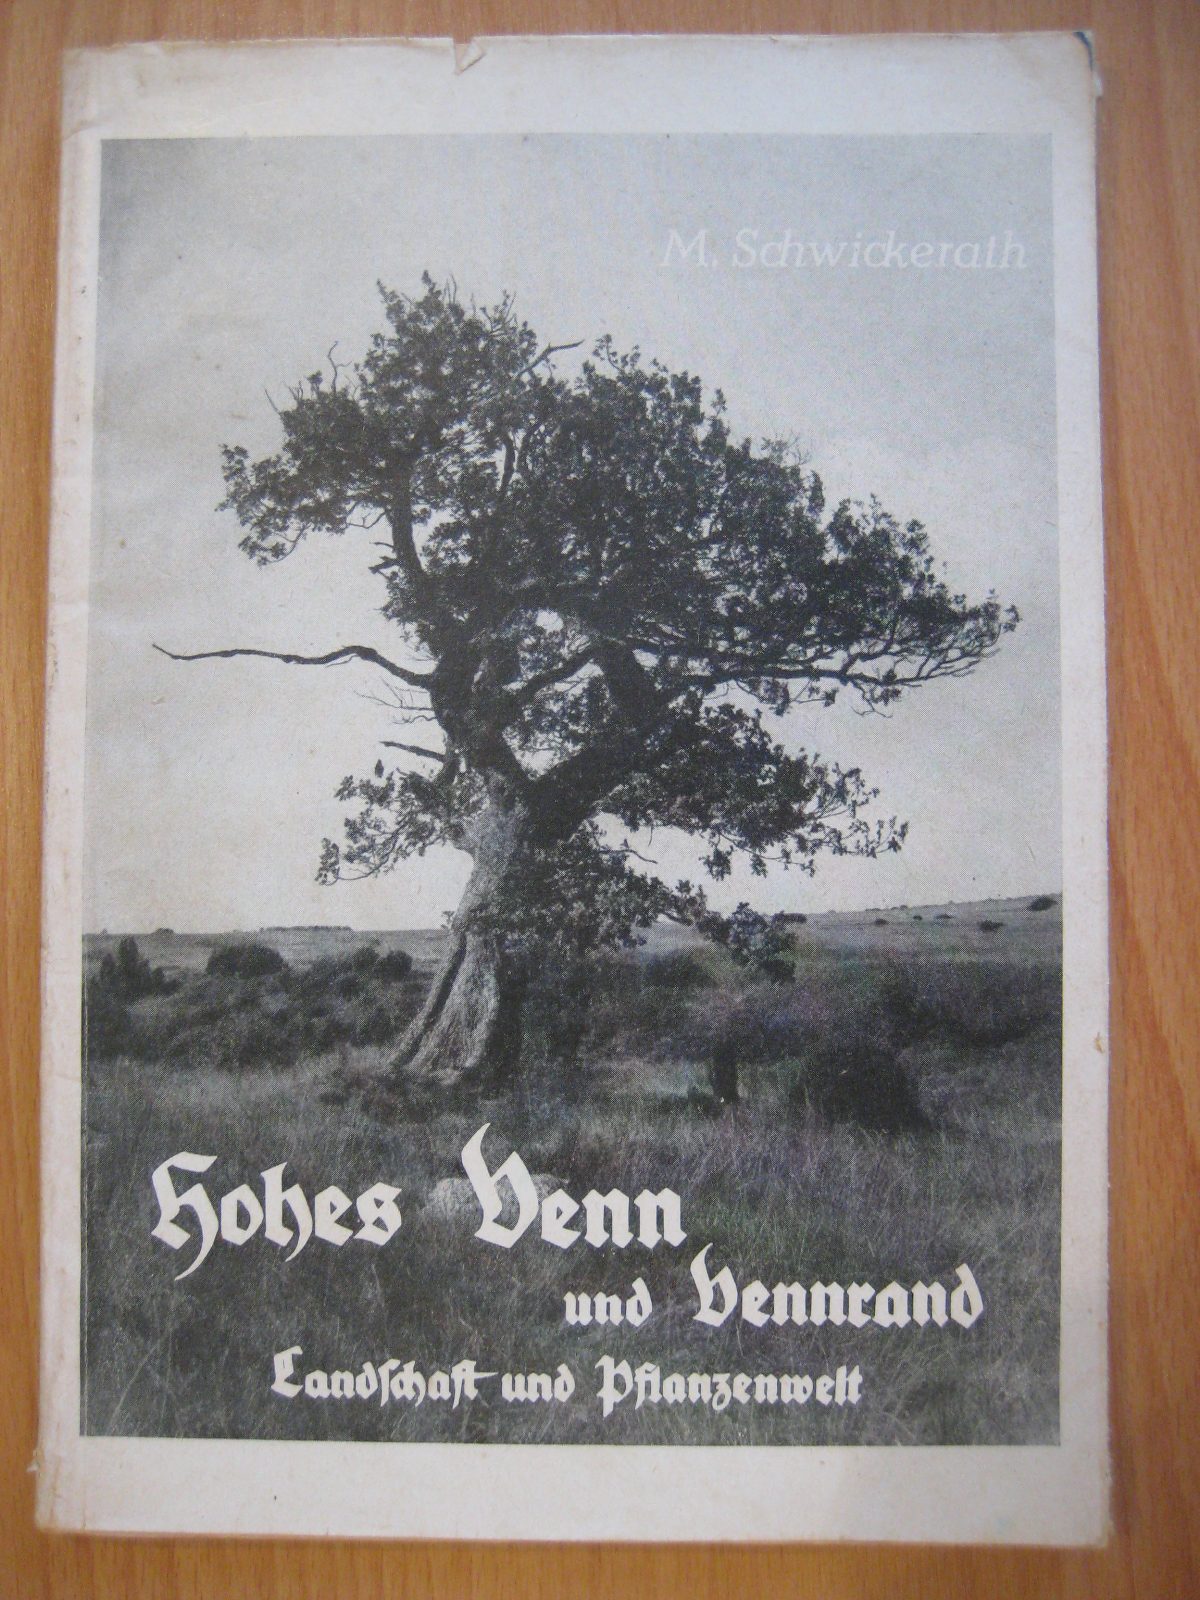 M. Schwickerath
Hohes Venn
und Vennrand
Landſchaft und Pflanzenwelt